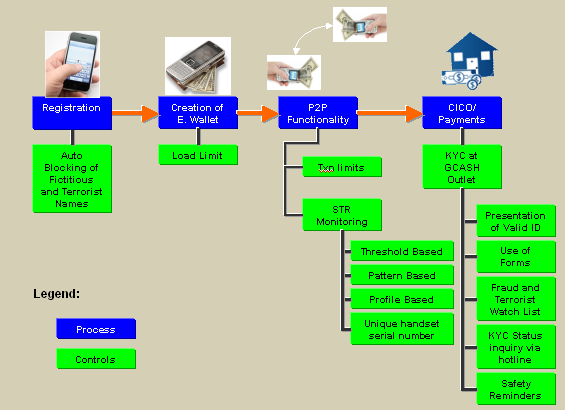 Registration
Creation of
E. Wallet
P2P
Functionality
CICO/
Payments
Auto
Blocking of
Fictitious
and Terrorist
Names
Load Limit
Txn limits
STR
Monitoring
Threshold Based
Pattern Based
Profile Based
Unique handset
serial number
KYC at
GCASH
Outlet
Presentation
of Valid ID
Use of
Forms
Fraud and
Terrorist
Watch List
KYC Status
inquiry via
hotline
Safety
Reminders
Legend:
Process
Controls